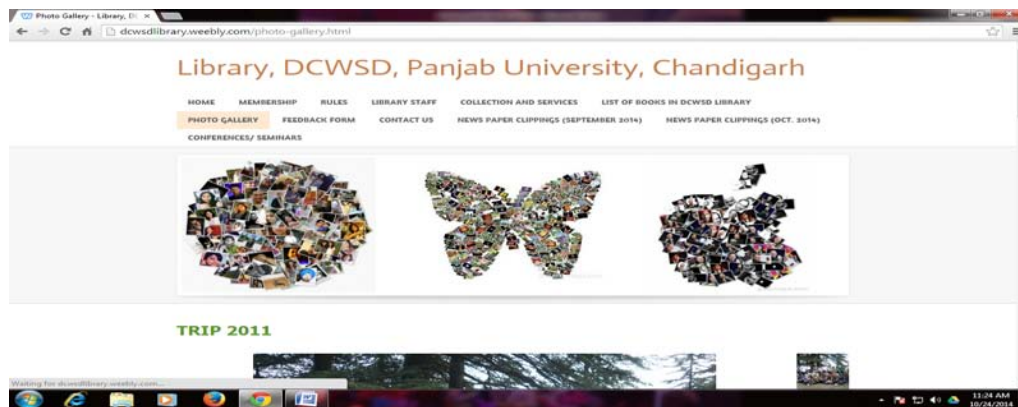 Photo Gallery - Library, D
dcwsdlibrary.weebly.com/photo-gallery.html
Library, DCWSD, Panjab University, Chandigarh
HOME MEMBERSHIP RULES LIBRARY STAFF COLLECTION AND SERVICES LIST OF BOOKS IN DCWSD LIBRARY
PHOTO GALLERY FEEDBACK FORM CONTACT US NEWS PAPER CLIPPINGS (SEPTEMBER 2014) NEWS PAPER CLIPPINGS (OCT. 2014)
CONFERENCES/ SEMINARS
TRIP 2011
Waiting for dcwsdlibrary.weebly.com...
11:24 AM
10/24/2014